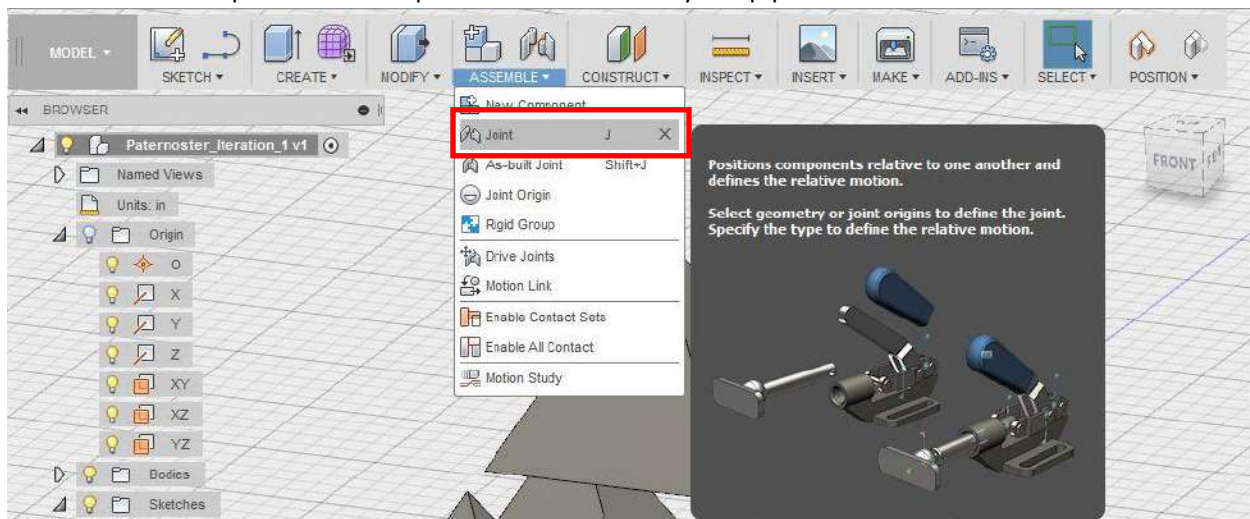 MODEL
SKETCH
CREATE
MODIFY
ASSEMBLE
CONSTRUCT
INSPECT
INSERT
MAKE
ADD-INS
SELECT
POSITION
BROWSER
New Component
Paternoster_Iteration_1 v1
Joint J
Named Views
As-built Joint Shift+J
Units: in
Joint Origin
Origin
Rigid Group
O
Drive Joints
X
Motion Link
Y
Enable Contact Sets
Z
Enable All Contact
XY
Motion Study
XZ
YZ
Bodies
Sketches
Positions components relative to one another and
defines the relative motion.
Select geometry or joint origins to define the joint.
Specify the type to define the relative motion.
FRONT